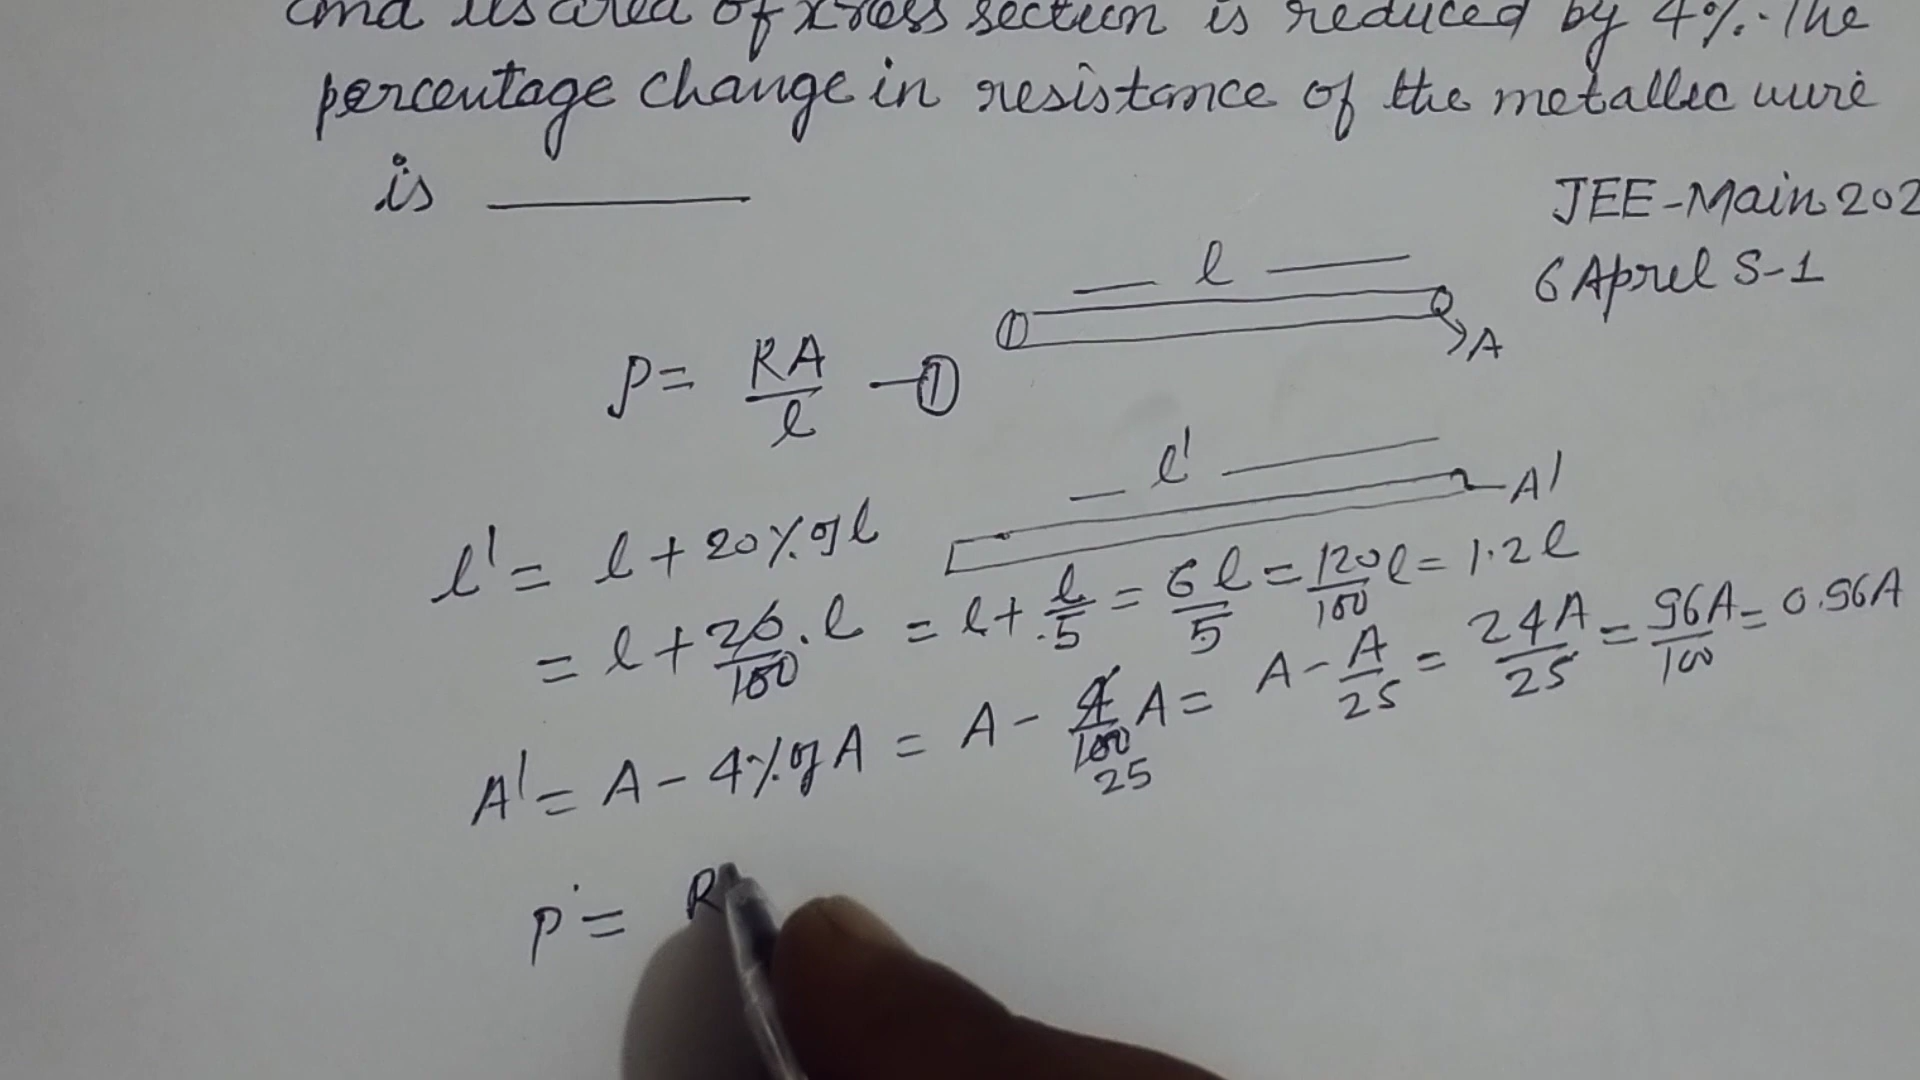 and its area of xross section is reduced by 4%. The
percentage change in resistance of the metallic wire
is
JEE-Main 202
6 April S-1
l
A
ρ = RA/l - ①
l'
A'
l' = l + 20% of l
= l + 20/100 . l = l + l/5 = 6l/5 = 120/100 l = 1.2l
A' = A - 4% of A = A - 4/100 A = A - A/25 = 24A/25 = 96A/100 = 0.96A
25
ρ = R